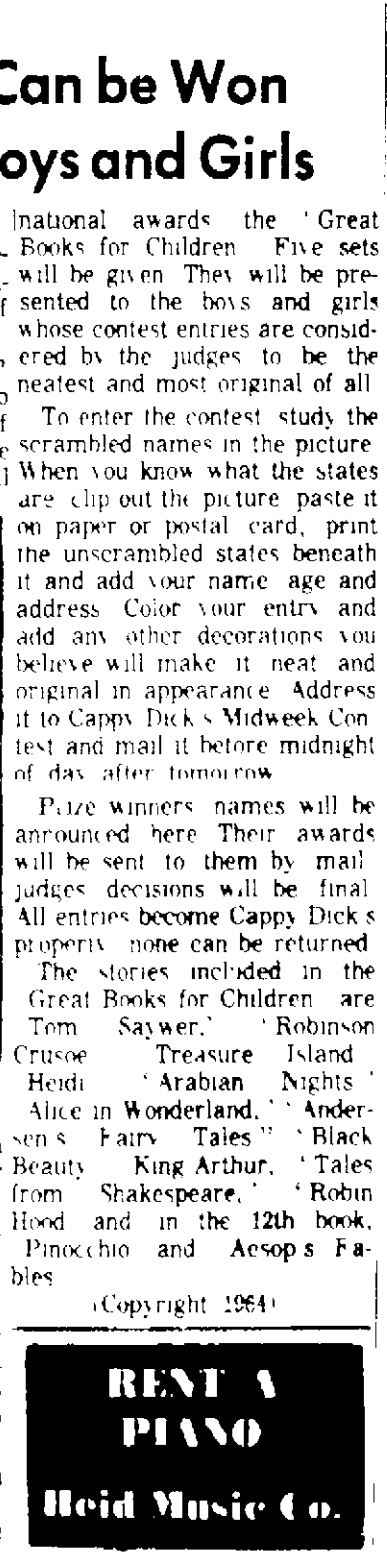 Can be Won
oys and Girls
national awards the 'Great
Books for Children Five sets
will be given They will be pre-
sented to the boys and girls
whose contest entries are consid-
ered by the judges to be the
neatest and most original of all
To enter the contest study the
scrambled names in the picture
When you know what the states
are clip out the picture paste it
on paper or postal card, print
the unscrambled states beneath
it and add your name age and
address Color your entry and
add any other decorations you
believe will make it neat and
original in appearance Address
it to Cappy Dick s Midweek Con
test and mail it before midnight
of day after tomorrow
Prize winners names will be
announced here Their awards
will be sent to them by mail
judges decisions will be final
All entries become Cappy Dick s
property none can be returned
The stories included in the
Great Books for Children are
Tom Saywer,' 'Robinson
Crusoe Treasure Island
Heidi 'Arabian Nights '
Alice in Wonderland,' 'Ander-
sen s Fairy Tales" 'Black
Beauty King Arthur, 'Tales
from Shakespeare,' 'Robin
Hood and in the 12th book,
Pinocchio and Aesop s Fa-
bles
(Copyright 1964)
RENT A
PIANO
Heid Music Co.